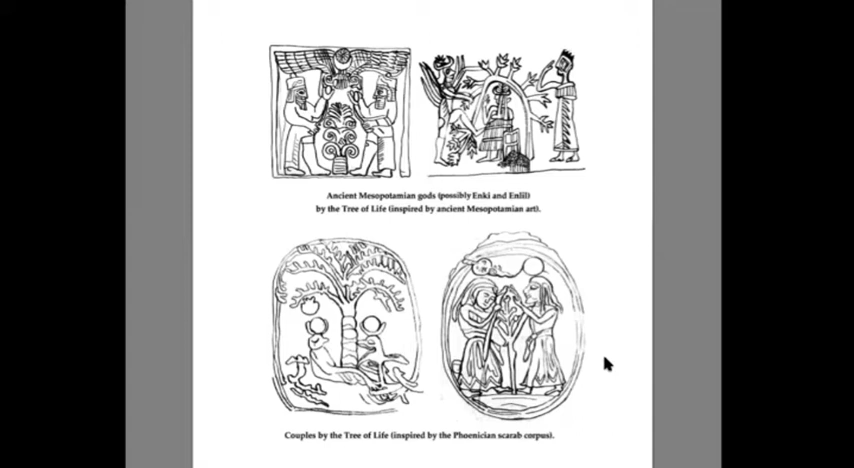 Ancient Mesopotamian gods (possibly Enki and Enlil)
by the Tree of Life (inspired by ancient Mesopotamian art).
Couples by the Tree of Life (inspired by the Phoenician scarab corpus).